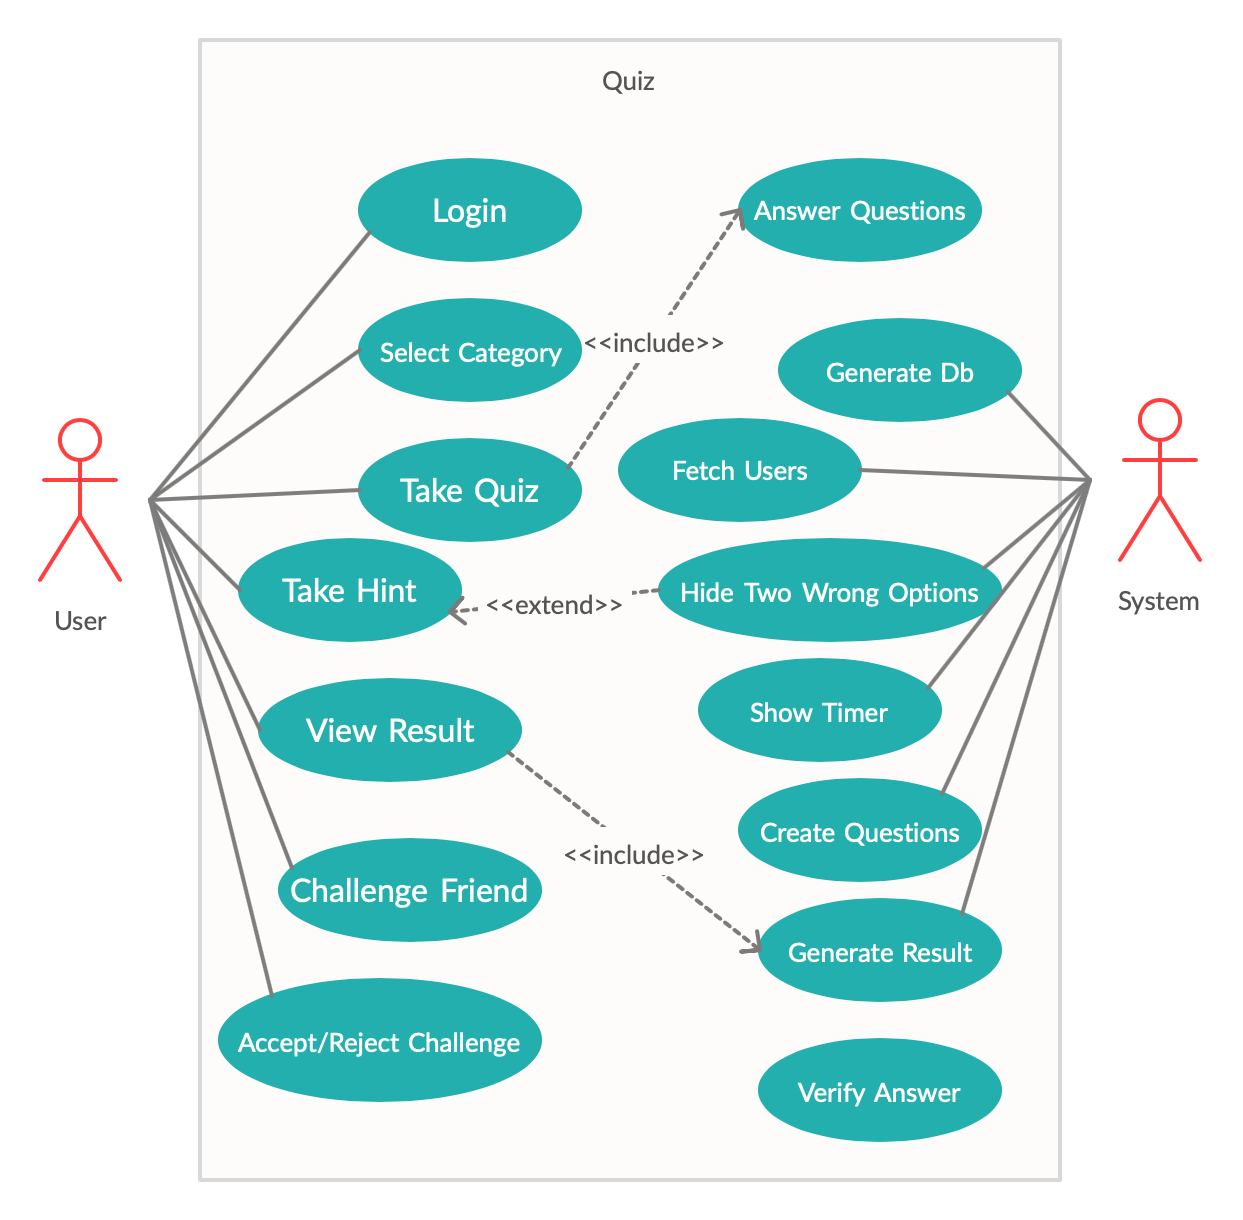 Quiz
Login
Answer Questions
<<include>>
Select Category
Generate Db
Fetch Users
Take Quiz
Take Hint
<<extend>>
Hide Two Wrong Options
User
System
Show Timer
View Result
Create Questions
<<include>>
Challenge Friend
Generate Result
Accept/Reject Challenge
Verify Answer